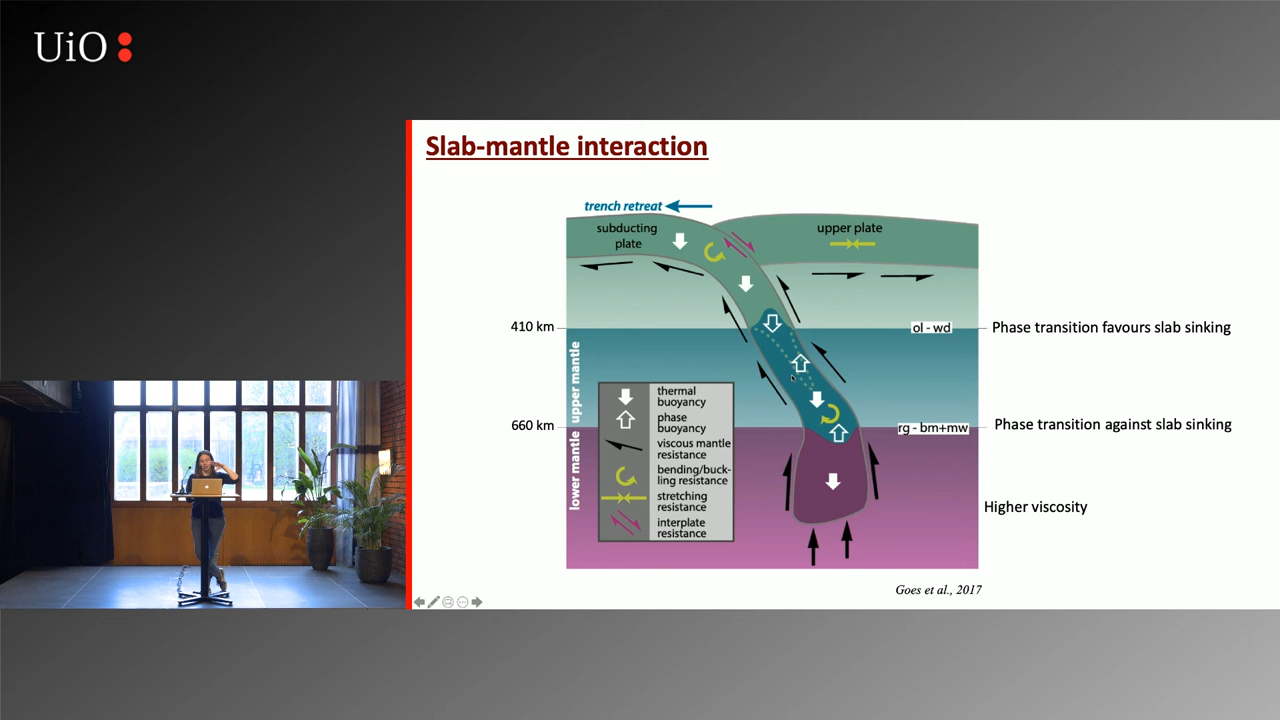 UiO
Slab-mantle interaction
trench retreat
subducting
plate
upper plate
410 km
ol - wd
Phase transition favours slab sinking
upper mantle
thermal
buoyancy
phase
buoyancy
viscous mantle
resistance
bending/buck-
ling resistance
stretching
resistance
interplate
resistance
660 km
rg - bm+mw
Phase transition against slab sinking
lower mantle
Higher viscosity
Goes et al., 2017